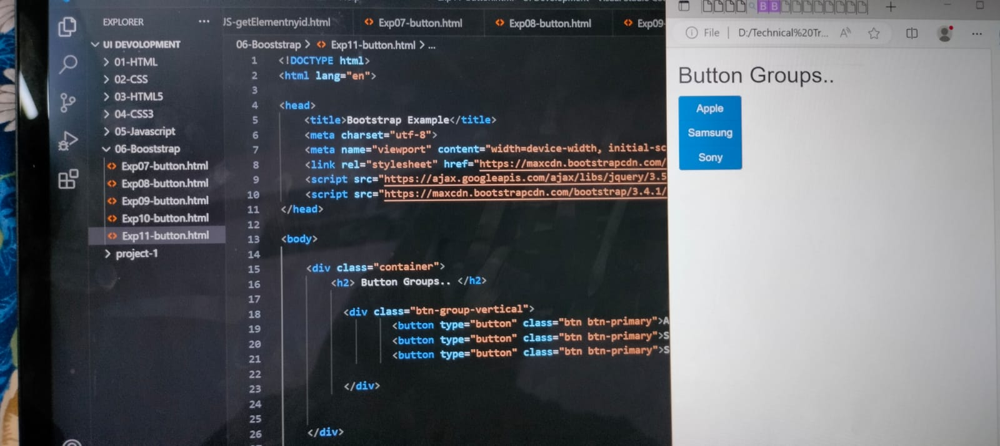 EXPLORER
UI DEVOLOPMENT
01-HTML
02-CSS
03-HTML5
04-CSS3
05-Javascript
06-Booststrap
Exp07-button.html
Exp08-button.html
Exp09-button.html
Exp10-button.html
Exp11-button.html
project-1
JS-getElementnyid.html
Exp07-button.html
Exp08-button.html
Exp09-
06-Booststrap > Exp11-button.html > ...
1 <!DOCTYPE html>
2 <html lang="en">
3
4 <head>
5 <title>Bootstrap Example</title>
6 <meta charset="utf-8">
7 <meta name="viewport" content="width=device-width, initial-sc
8 <link rel="stylesheet" href="https://maxcdn.bootstrapcdn.com/
9 <script src="https://ajax.googleapis.com/ajax/libs/jquery/3.5
10 <script src="https://maxcdn.bootstrapcdn.com/bootstrap/3.4.1/
11 </head>
12
13 <body>
14
15 <div class="container">
16 <h2> Button Groups.. </h2>
17
18 <div class="btn-group-vertical">
19 <button type="button" class="btn btn-primary">A
20 <button type="button" class="btn btn-primary">S
21 <button type="button" class="btn btn-primary">S
22
23 </div>
24
25
26 </div>
B B
File | D:/Technical%20Tr...
Button Groups..
Apple
Samsung
Sony